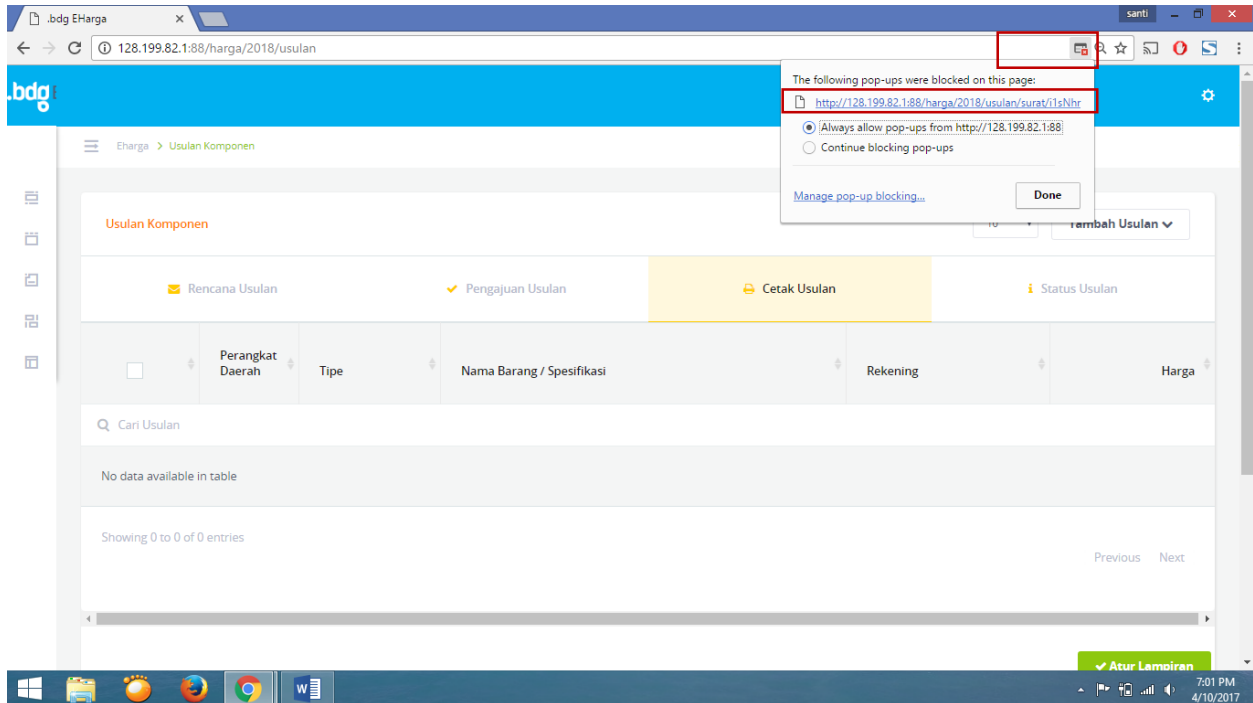 .bdg EHarga
santi
128.199.82.1:88/harga/2018/usulan
The following pop-ups were blocked on this page:
http://128.199.82.1:88/harga/2018/usulan/surat/i1sNhr
Always allow pop-ups from http://128.199.82.1:88
Continue blocking pop-ups
Manage pop-up blocking...
Done
.bdg
Eharga > Usulan Komponen
Usulan Komponen
10
Tambah Usulan
Rencana Usulan
Pengajuan Usulan
Cetak Usulan
Status Usulan
Perangkat
Daerah
Tipe
Nama Barang / Spesifikasi
Rekening
Harga
Cari Usulan
No data available in table
Showing 0 to 0 of 0 entries
Previous
Next
Atur Lampiran
7:01 PM
4/10/2017